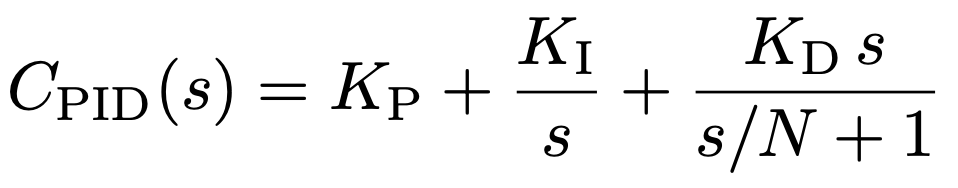 C_PID(s) = K_P + K_I/s + K_D s/(s/N + 1)